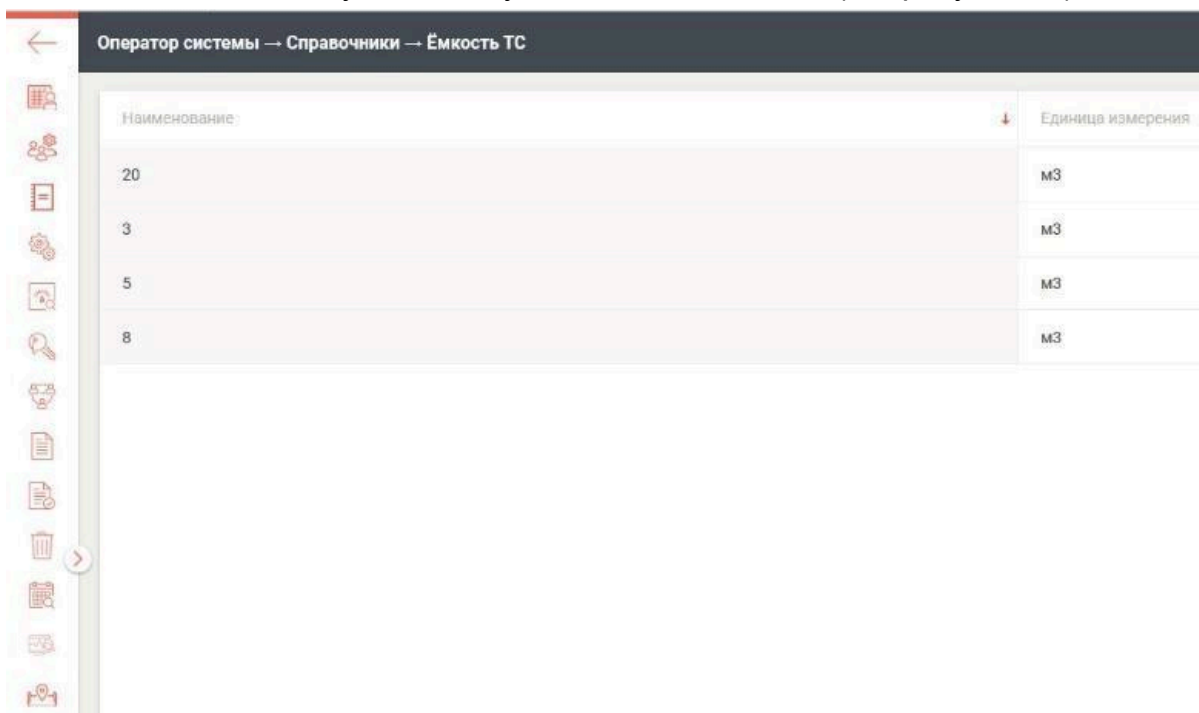 Оператор системы → Справочники → Ёмкость ТС
Наименование ↓ Единица измерения
20 м3
3 м3
5 м3
8 м3